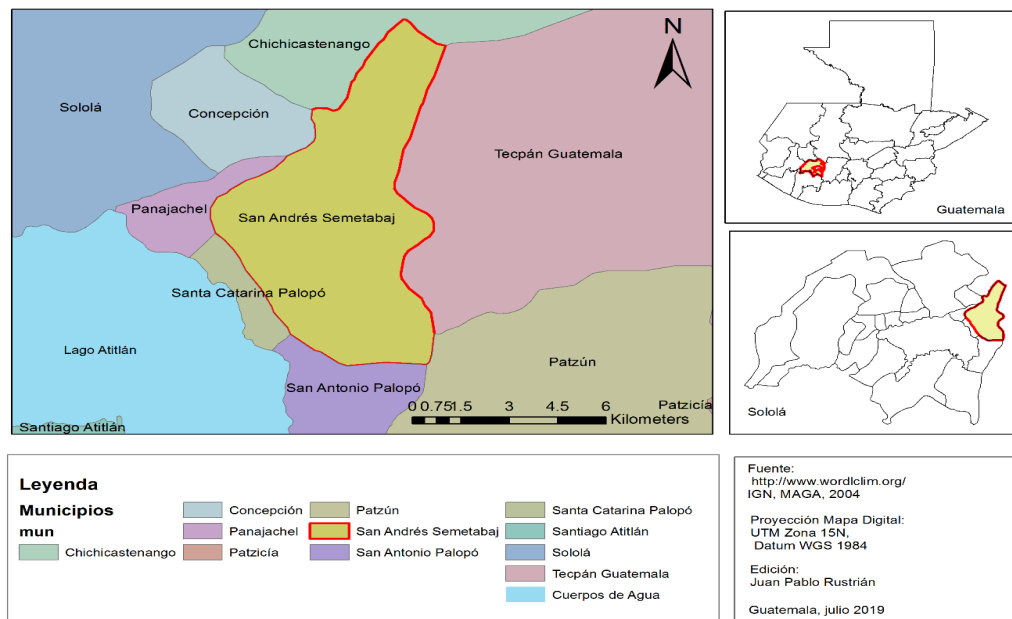 Chichicastenango
N
Sololá
Concepción
Tecpán Guatemala
Panajachel
San Andrés Semetabaj
Santa Catarina Palopó
Lago Atitlán
Patzún
San Antonio Palopó
Patzicía
0 0.751.5 3 4.5 6
Kilometers
Santiago Atitlán
Guatemala
Sololá
Leyenda
Municipios
mun
Chichicastenango
Concepción
Panajachel
Patzicía
Patzún
San Andrés Semetabaj
San Antonio Palopó
Santa Catarina Palopó
Santiago Atitlán
Sololá
Tecpán Guatemala
Cuerpos de Agua
Fuente:
http://www.wordlclim.org/
IGN, MAGA, 2004
Proyección Mapa Digital:
UTM Zona 15N,
Datum WGS 1984
Edición:
Juan Pablo Rustrián
Guatemala, julio 2019